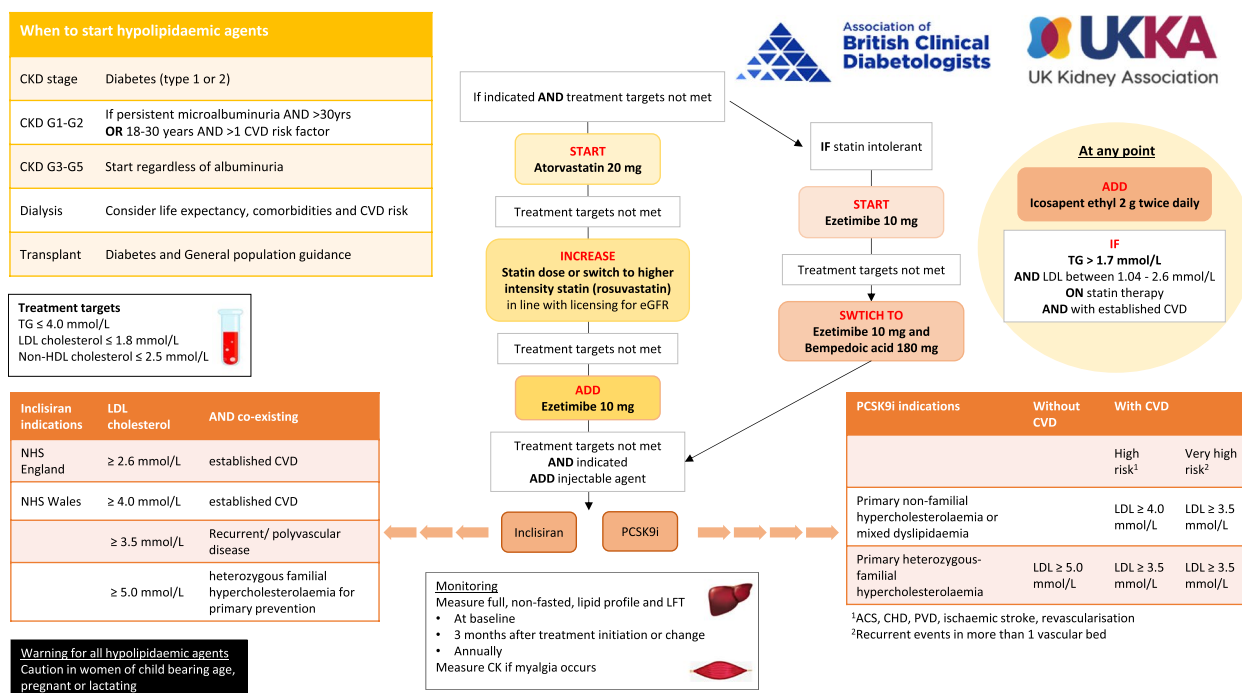 When to start hypolipidaemic agents
CKD stage Diabetes (type 1 or 2)
CKD G1-G2 If persistent microalbuminuria AND >30yrs
OR 18-30 years AND >1 CVD risk factor
CKD G3-G5 Start regardless of albuminuria
Dialysis Consider life expectancy, comorbidities and CVD risk
Transplant Diabetes and General population guidance
Treatment targets
TG ≤ 4.0 mmol/L
LDL cholesterol ≤ 1.8 mmol/L
Non-HDL cholesterol ≤ 2.5 mmol/L
Association of
British Clinical
Diabetologists
UKKA
UK Kidney Association
If indicated AND treatment targets not met
START
Atorvastatin 20 mg
Treatment targets not met
INCREASE
Statin dose or switch to higher
intensity statin (rosuvastatin)
in line with licensing for eGFR
Treatment targets not met
ADD
Ezetimibe 10 mg
Treatment targets not met
AND indicated
ADD injectable agent
Inclisiran
PCSK9i
IF statin intolerant
START
Ezetimibe 10 mg
Treatment targets not met
SWTICH TO
Ezetimibe 10 mg and
Bempedoic acid 180 mg
At any point
ADD
Icosapent ethyl 2 g twice daily
IF
TG > 1.7 mmol/L
AND LDL between 1.04 - 2.6 mmol/L
ON statin therapy
AND with established CVD
Inclisiran
indications
LDL
cholesterol
AND co-existing
NHS
England
≥ 2.6 mmol/L established CVD
NHS Wales ≥ 4.0 mmol/L established CVD
≥ 3.5 mmol/L
Recurrent/ polyvascular
disease
≥ 5.0 mmol/L
heterozygous familial
hypercholesterolaemia for
primary prevention
Warning for all hypolipidaemic agents
Caution in women of child bearing age,
pregnant or lactating
Monitoring
Measure full, non-fasted, lipid profile and LFT
• At baseline
• 3 months after treatment initiation or change
• Annually
Measure CK if myalgia occurs
PCSK9i indications
Without
CVD
With CVD
High
risk1
Very high
risk2
Primary non-familial
hypercholesterolaemia or
mixed dyslipidaemia
LDL ≥ 4.0
mmol/L
LDL ≥ 3.5
mmol/L
Primary heterozygous-
familial
hypercholesterolaemia
LDL ≥ 5.0
mmol/L
LDL ≥ 3.5
mmol/L
LDL ≥ 3.5
mmol/L
1ACS, CHD, PVD, ischaemic stroke, revascularisation
2Recurrent events in more than 1 vascular bed